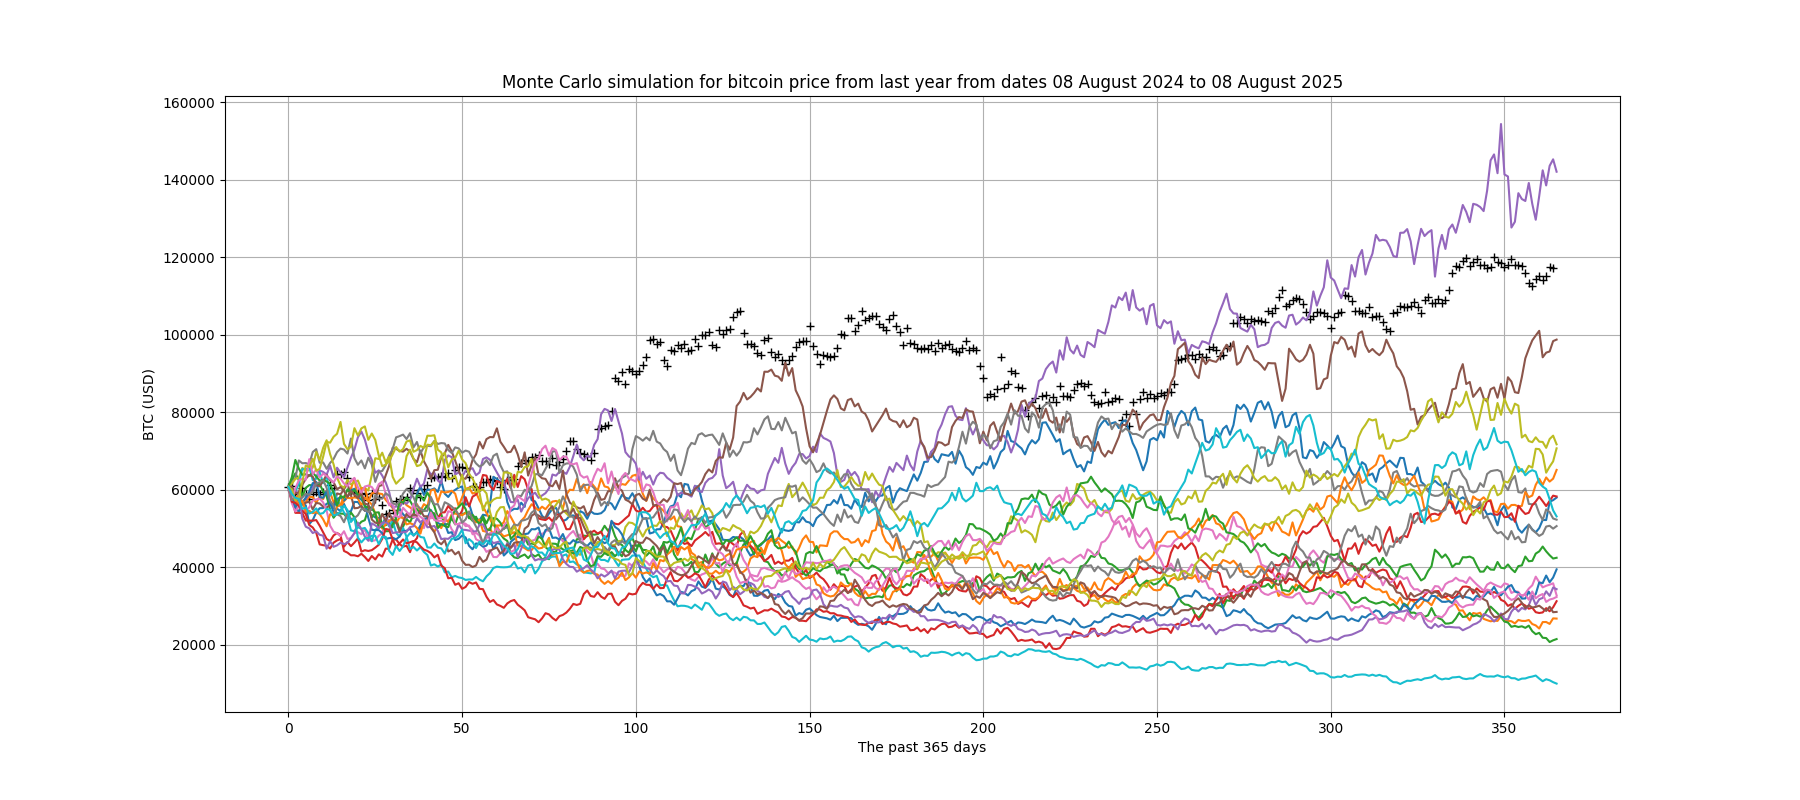 Monte Carlo simulation for bitcoin price from last year from dates 08 August 2024 to 08 August 2025
160000
140000
120000
100000
80000
60000
40000
20000
BTC (USD)
0 50 100 150 200 250 300 350
The past 365 days